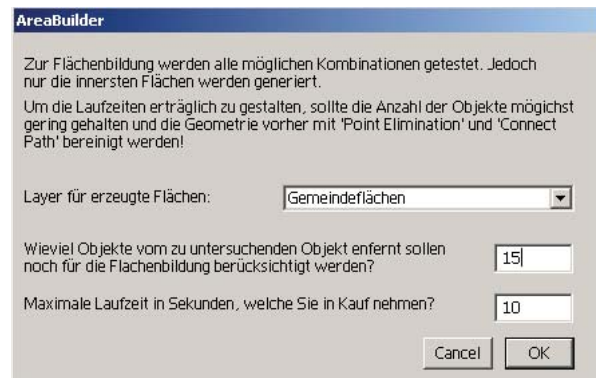 AreaBuilder
Zur Flächenbildung werden alle möglichen Kombinationen getestet. Jedoch
nur die innersten Flächen werden generiert.
Um die Laufzeiten erträglich zu gestalten, sollte die Anzahl der Objekte mögichst
gering gehalten und die Geometrie vorher mit 'Point Elimination' und 'Connect
Path' bereinigt werden!
Layer für erzeugte Flächen:
Gemeindeflächen
Wieviel Objekte vom zu untersuchenden Objekt enfernt sollen
noch für die Flachenbildung berücksichtigt werden?
15
Maximale Laufzeit in Sekunden, welche Sie in Kauf nehmen?
10
Cancel
OK